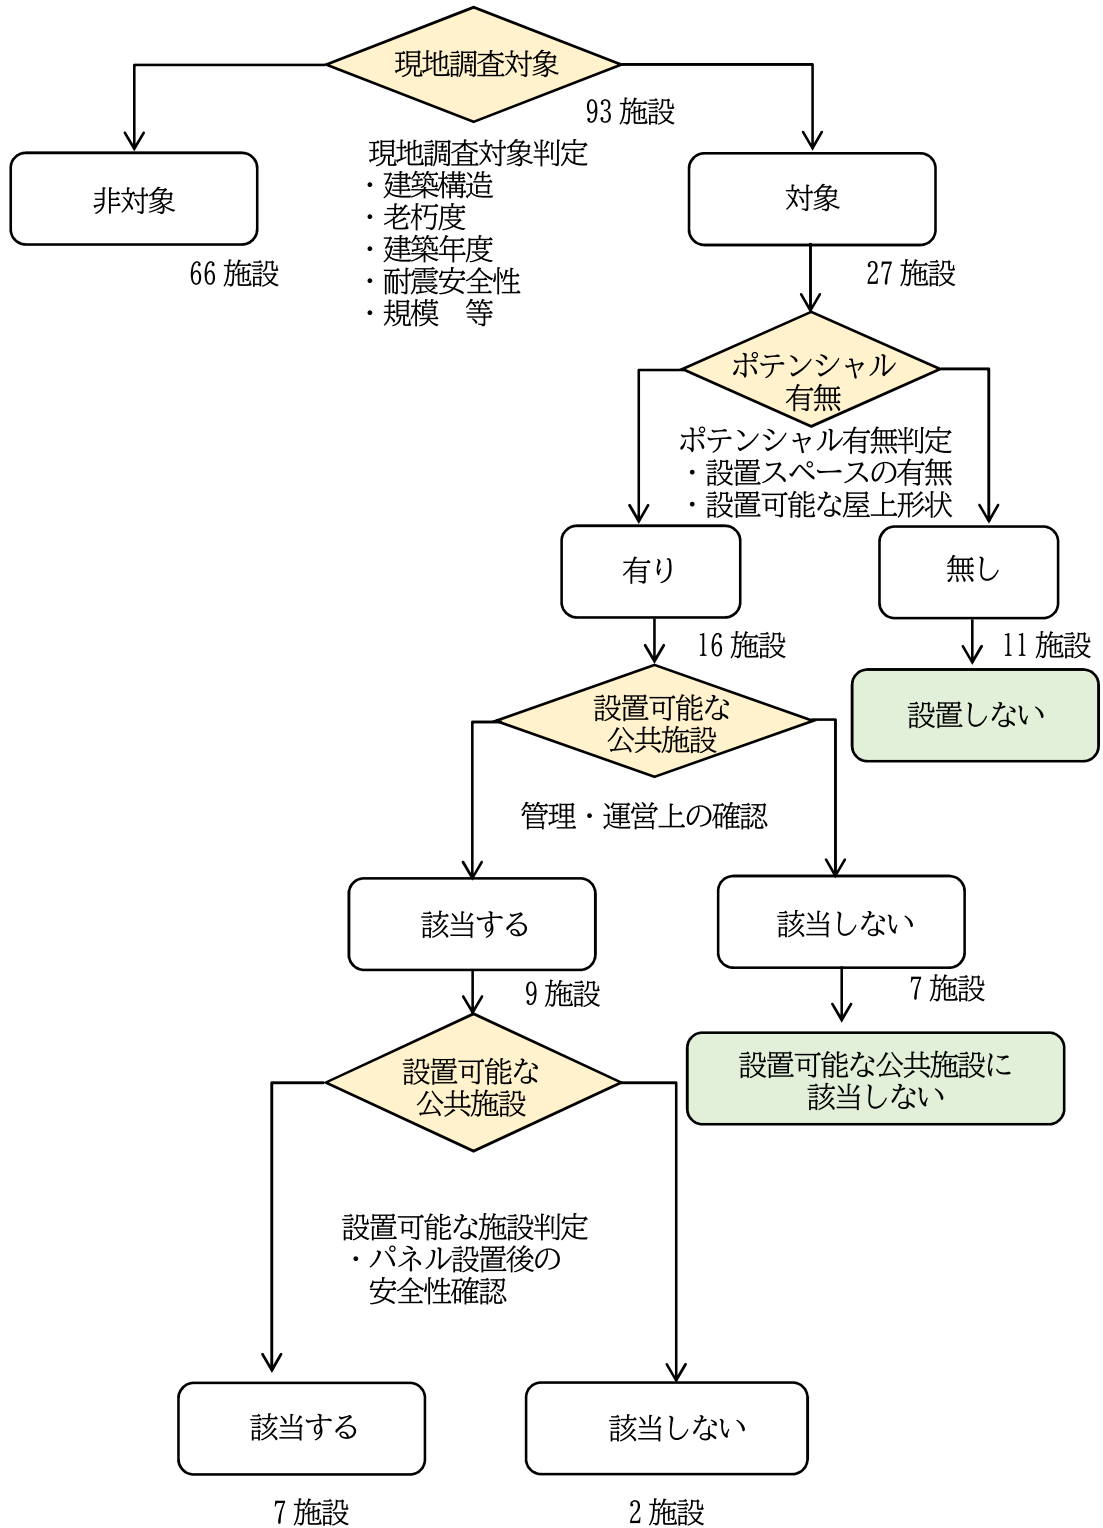 現地調査対象
93 施設
現地調査対象判定
・建築構造
・老朽度
・建築年度
・耐震安全性
・規模　等
非対象
66 施設
対象
27 施設
ポテンシャル
有無
ポテンシャル有無判定
・設置スペースの有無
・設置可能な屋上形状
有り
16 施設
無し
11 施設
設置しない
設置可能な
公共施設
管理・運営上の確認
該当する
9 施設
該当しない
7 施設
設置可能な公共施設に
該当しない
設置可能な
公共施設
設置可能な施設判定
・パネル設置後の
安全性確認
該当する
7 施設
該当しない
2 施設